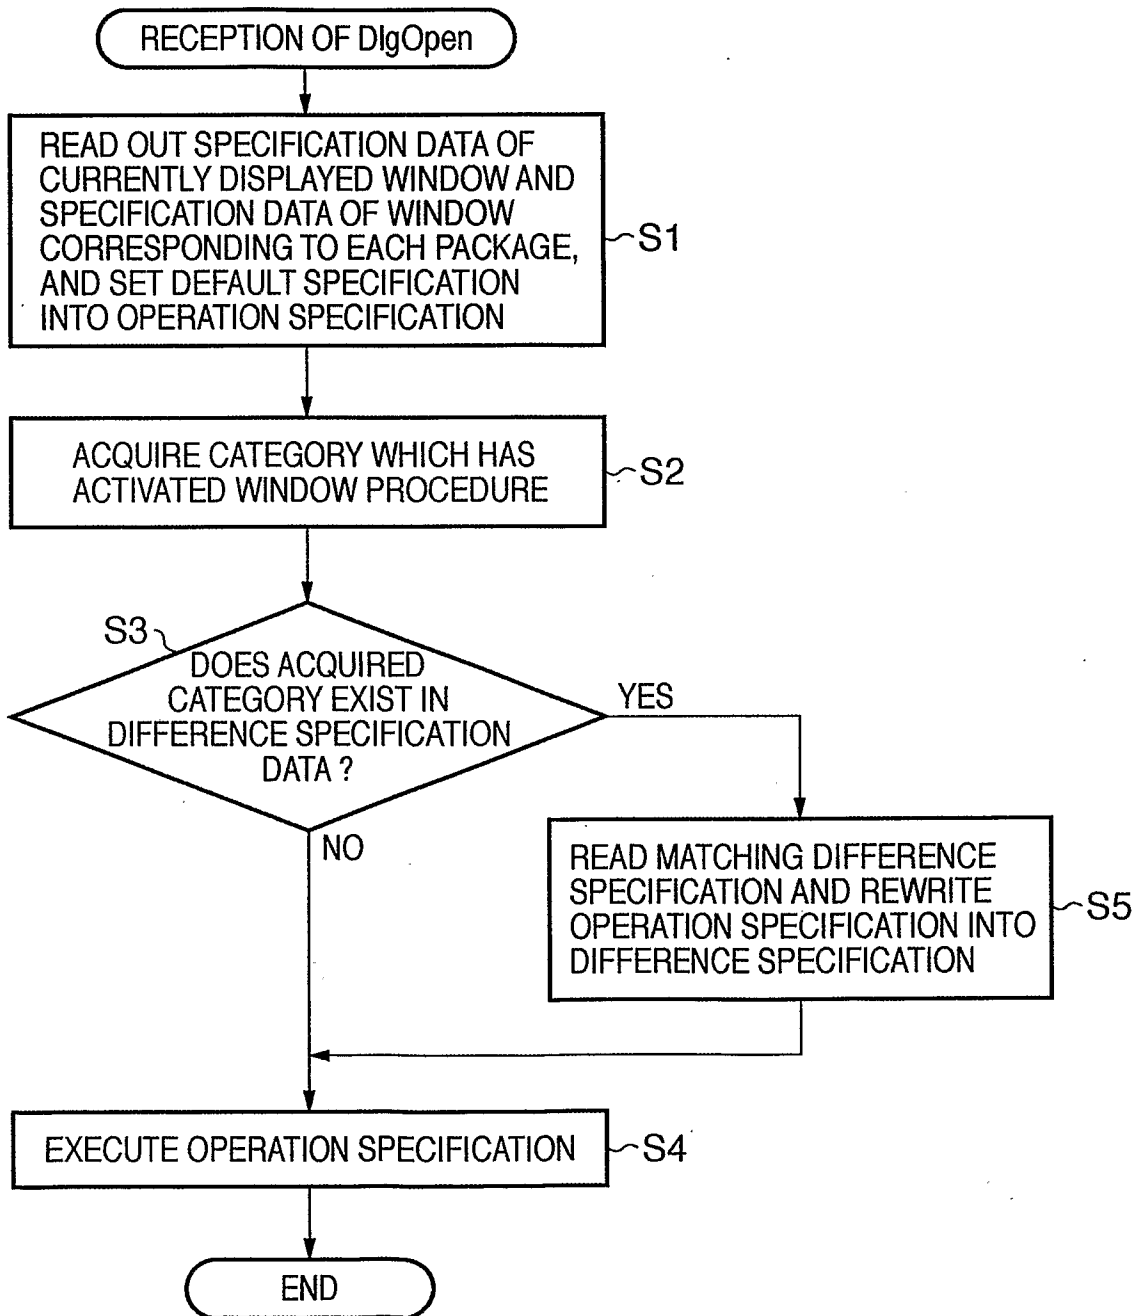 RECEPTION OF DlgOpen
READ OUT SPECIFICATION DATA OF
CURRENTLY DISPLAYED WINDOW AND
SPECIFICATION DATA OF WINDOW
CORRESPONDING TO EACH PACKAGE,
AND SET DEFAULT SPECIFICATION
INTO OPERATION SPECIFICATION
S1
ACQUIRE CATEGORY WHICH HAS
ACTIVATED WINDOW PROCEDURE
S2
S3
DOES ACQUIRED
CATEGORY EXIST IN
DIFFERENCE SPECIFICATION
DATA ?
YES
NO
READ MATCHING DIFFERENCE
SPECIFICATION AND REWRITE
OPERATION SPECIFICATION INTO
DIFFERENCE SPECIFICATION
S5
EXECUTE OPERATION SPECIFICATION
S4
END